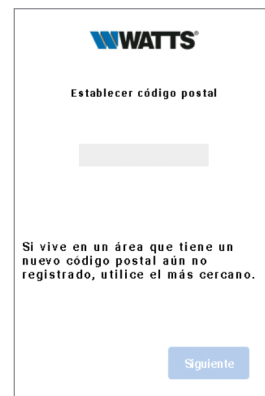 WATTS®
Establecer código postal
Si vive en un área que tiene un
nuevo código postal aún no
registrado, utilice el más cercano.
Siguiente